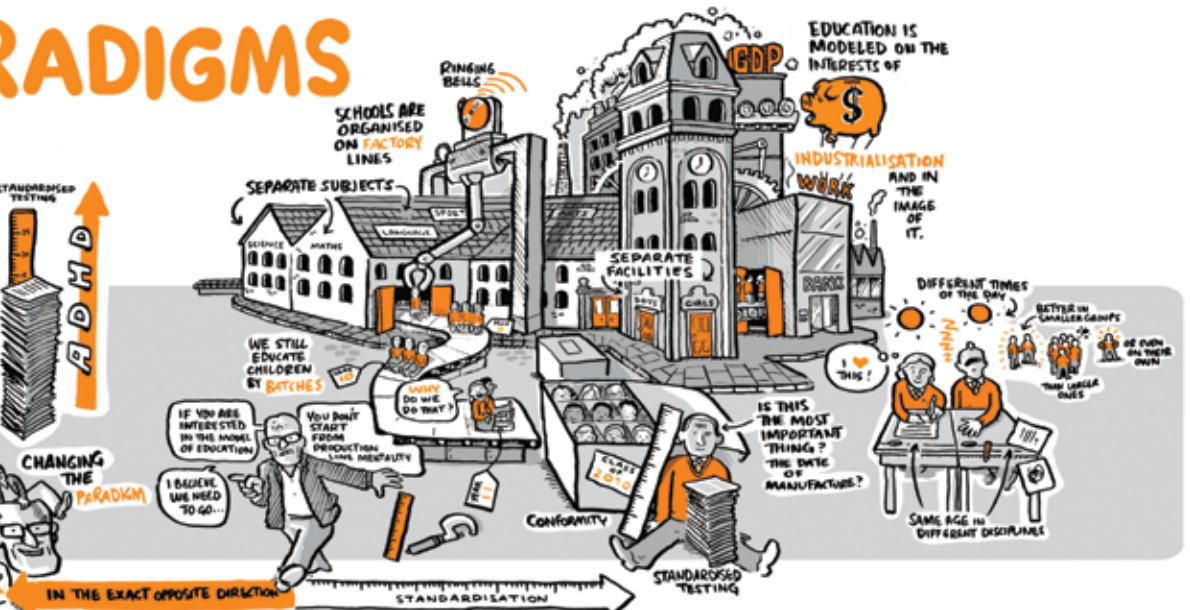 RADIGMS
STANDARDISED
TESTING
ADHD
CHANGING
THE
PARADIGM
RINGING
BELLS
SCHOOLS ARE
ORGANISED
ON FACTORY
LINES
SEPARATE SUBJECTS
SCIENCE
MATHS
LANGUAGE
SPORT
SEPARATE
FACILITIES
BOYS
GIRLS
BANK
GDP
EDUCATION IS
MODELED ON THE
INTERESTS OF
$
INDUSTRIALISATION
WORK
AND IN
THE
IMAGE
OF
IT.
WE STILL
EDUCATE
CHILDREN
BY BATCHES
YEAR
10
WHY
DO WE
DO THAT?
YEAR
11
IF YOU ARE
INTERESTED
IN THE MODEL
OF EDUCATION
YOU DON'T
START
FROM
PRODUCTION
LINE MENTALITY
I BELIEVE
WE NEED
TO GO...
IN THE EXACT OPPOSITE DIRECTION
STANDARDISATION
CLASS
2010
CONFORMITY
STANDARDISED
TESTING
IS THIS
THE MOST
IMPORTANT
THING?
THE DATE
OF
MANUFACTURE?
DIFFERENT TIMES
OF THE DAY
I ♥
THIS!
BETTER IN
SMALLER GROUPS
THAN LARGER
ONES
OR EVEN
ON THEIR
OWN
SAME AGE IN
DIFFERENT DISCIPLINES